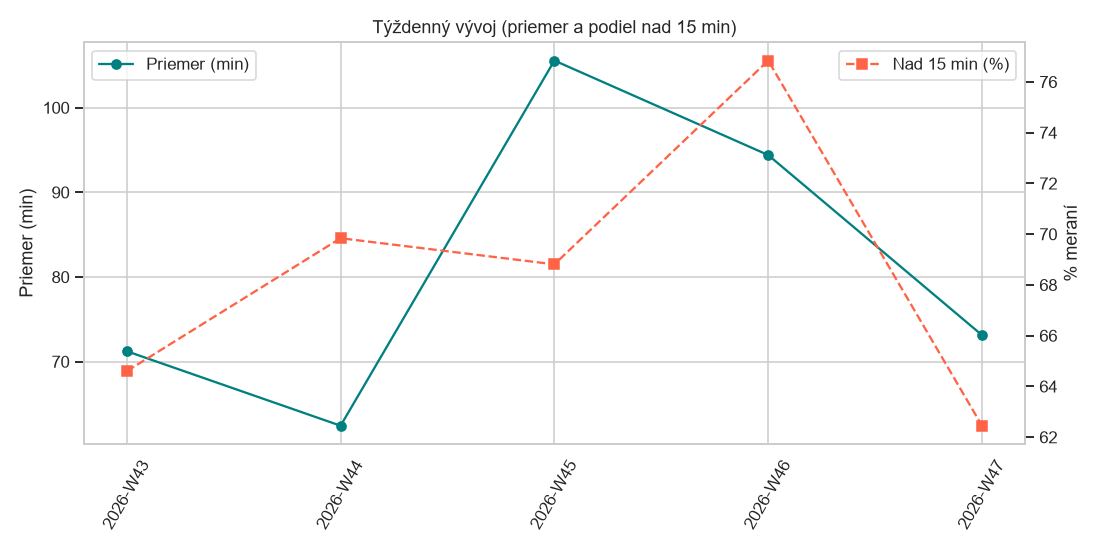 Týždenný vývoj (priemer a podiel nad 15 min)
Priemer (min)
Nad 15 min (%)
Priemer (min)
100
90
80
70
76
74
72
70
68
66
64
62
% meraní
2026-W43
2026-W44
2026-W45
2026-W46
2026-W47